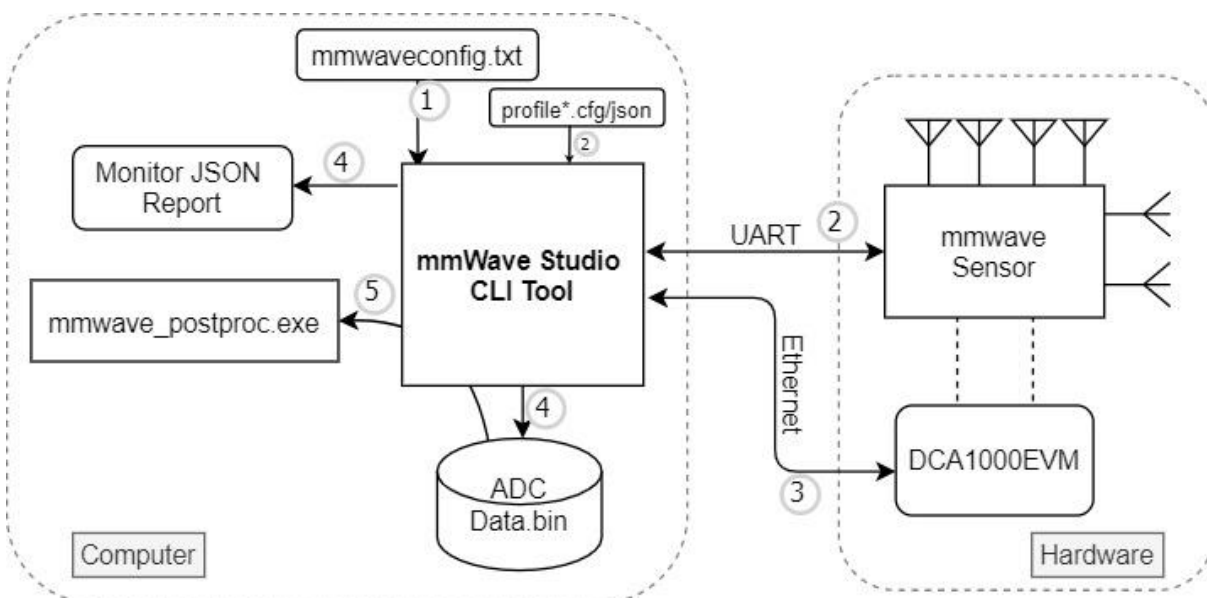 mmwaveconfig.txt
1
profile*.cfg/json
2
4
Monitor JSON
Report
mmWave Studio
CLI Tool
UART
2
mmwave
Sensor
5
mmwave_postproc.exe
Ethernet
4
3
DCA1000EVM
ADC
Data.bin
Computer
Hardware